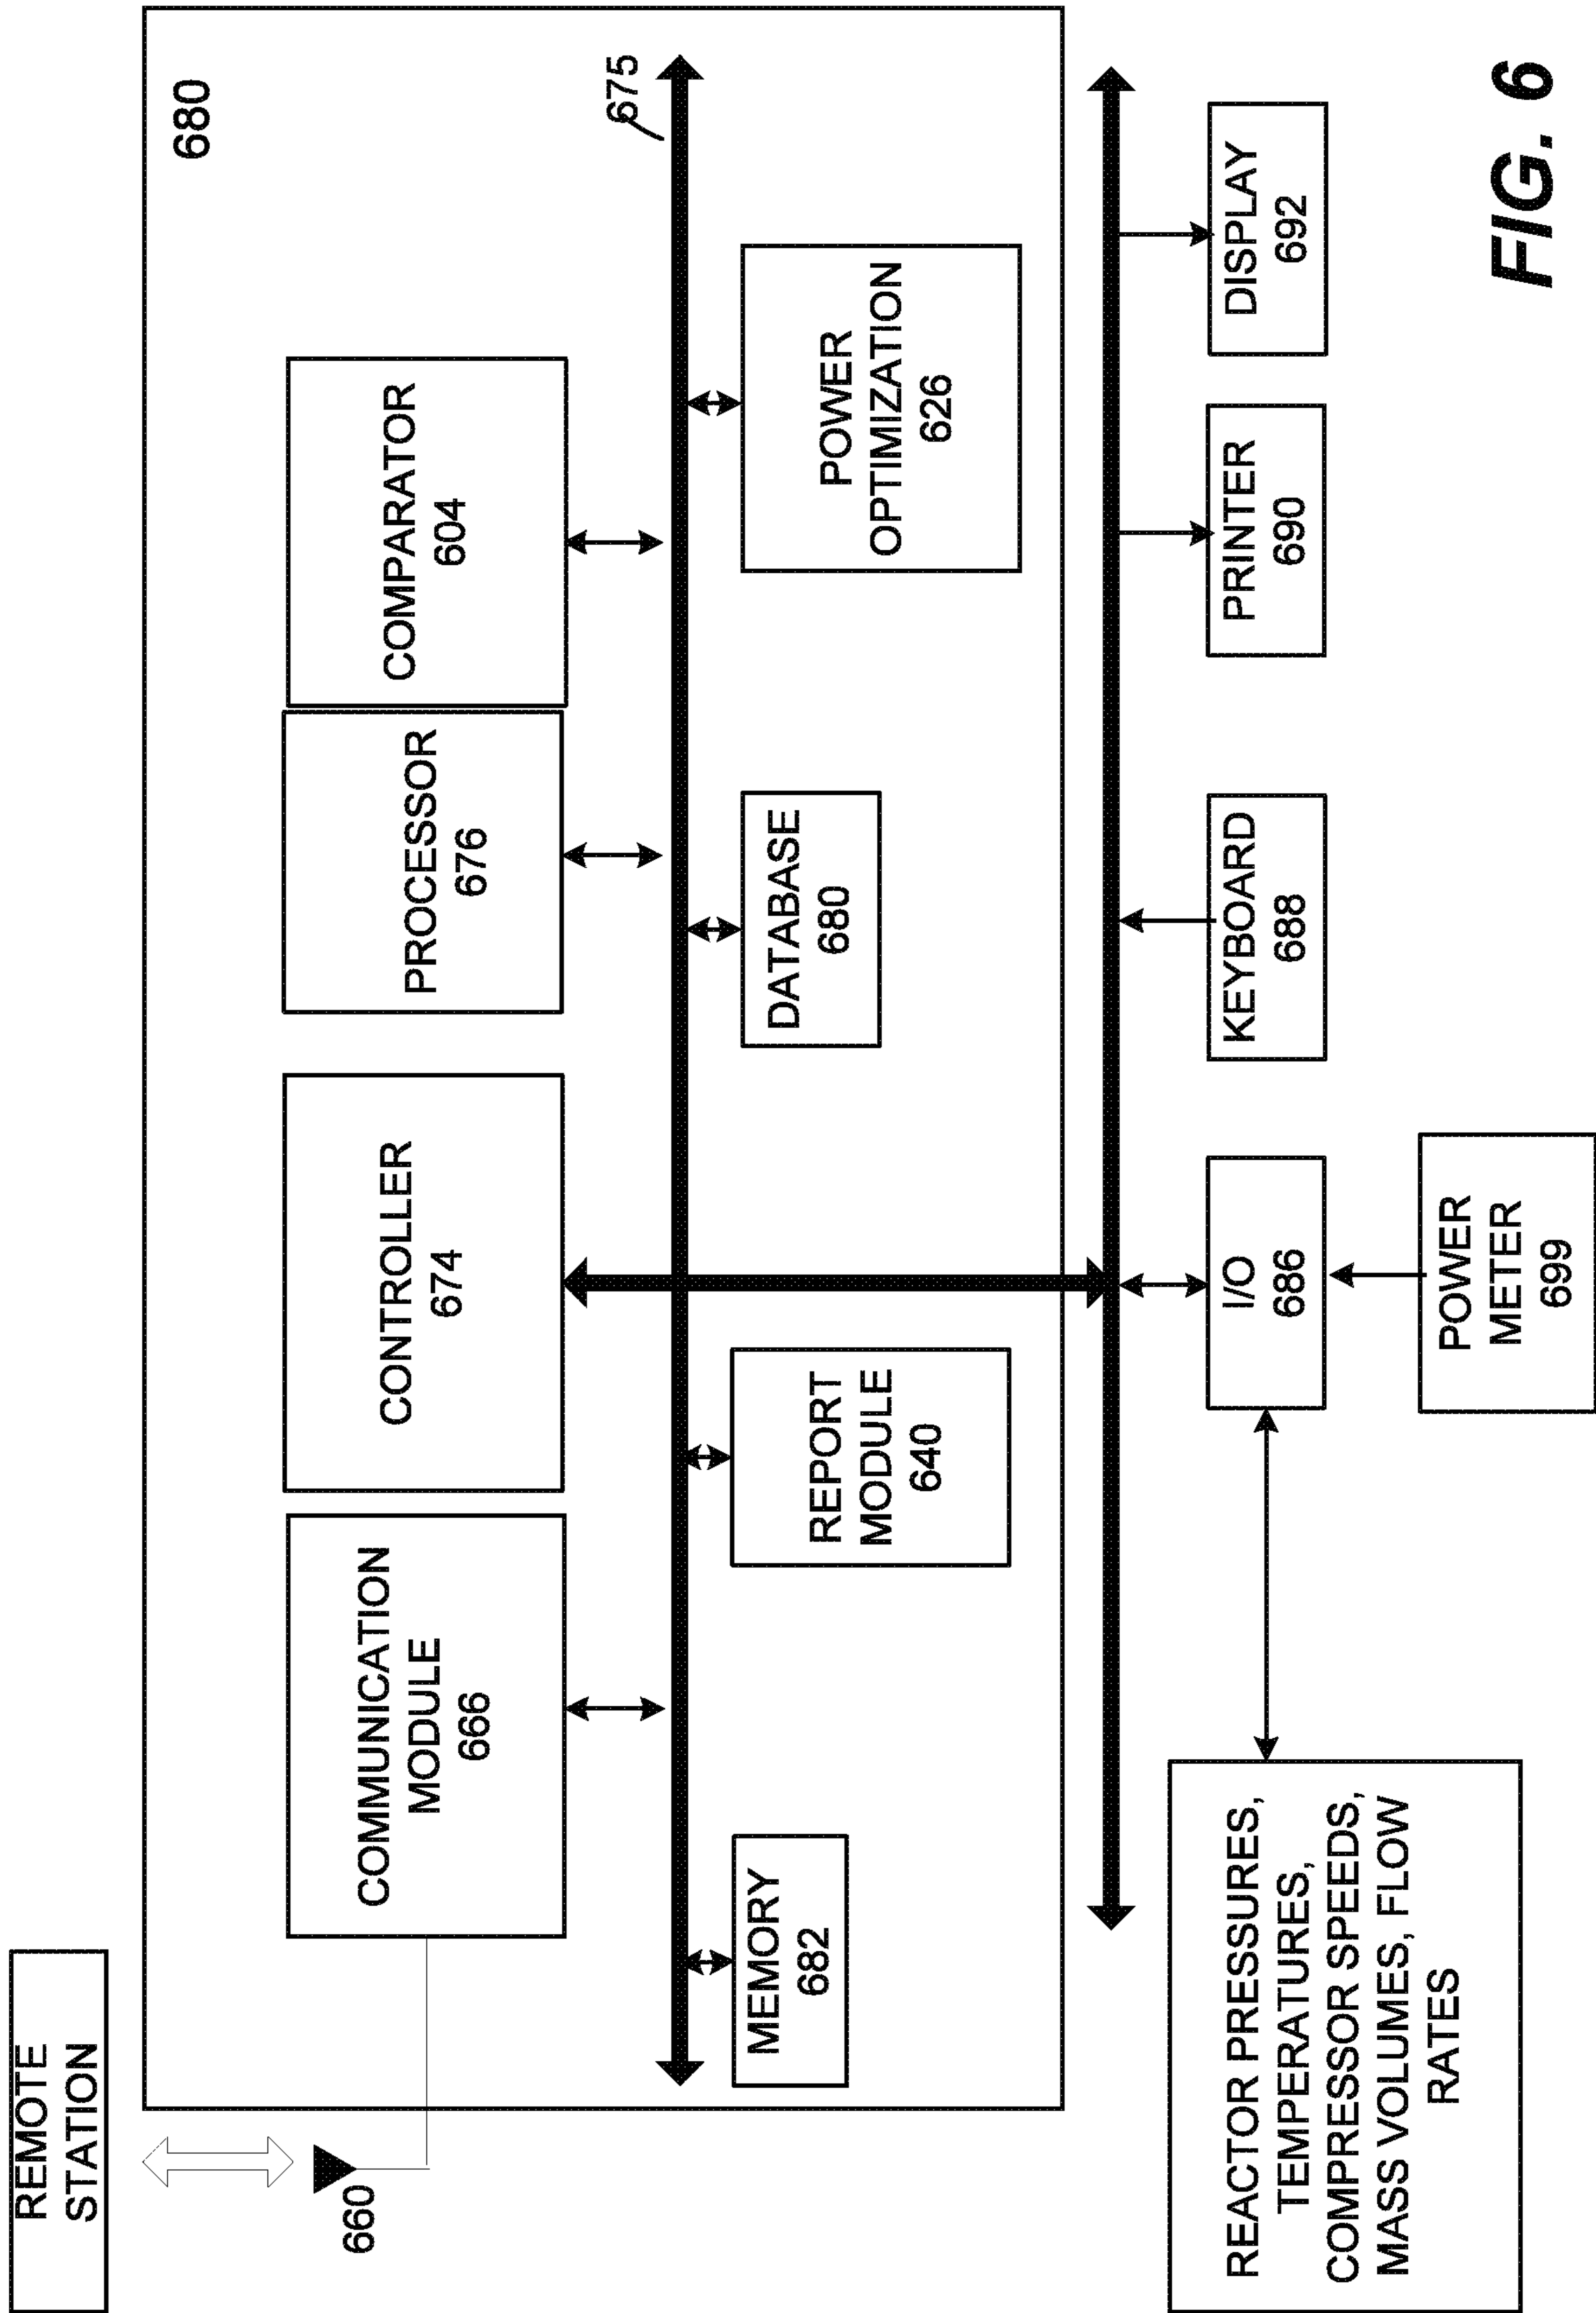 REMOTE
STATION
660
680
COMMUNICATION
MODULE
666
CONTROLLER
674
PROCESSOR
676
COMPARATOR
604
675
MEMORY
682
REPORT
MODULE
640
DATABASE
680
POWER
OPTIMIZATION
626
REACTOR PRESSURES,
TEMPERATURES,
COMPRESSOR SPEEDS,
MASS VOLUMES, FLOW
RATES
I/O
686
KEYBOARD
688
PRINTER
690
DISPLAY
692
POWER
METER
699
FIG. 6